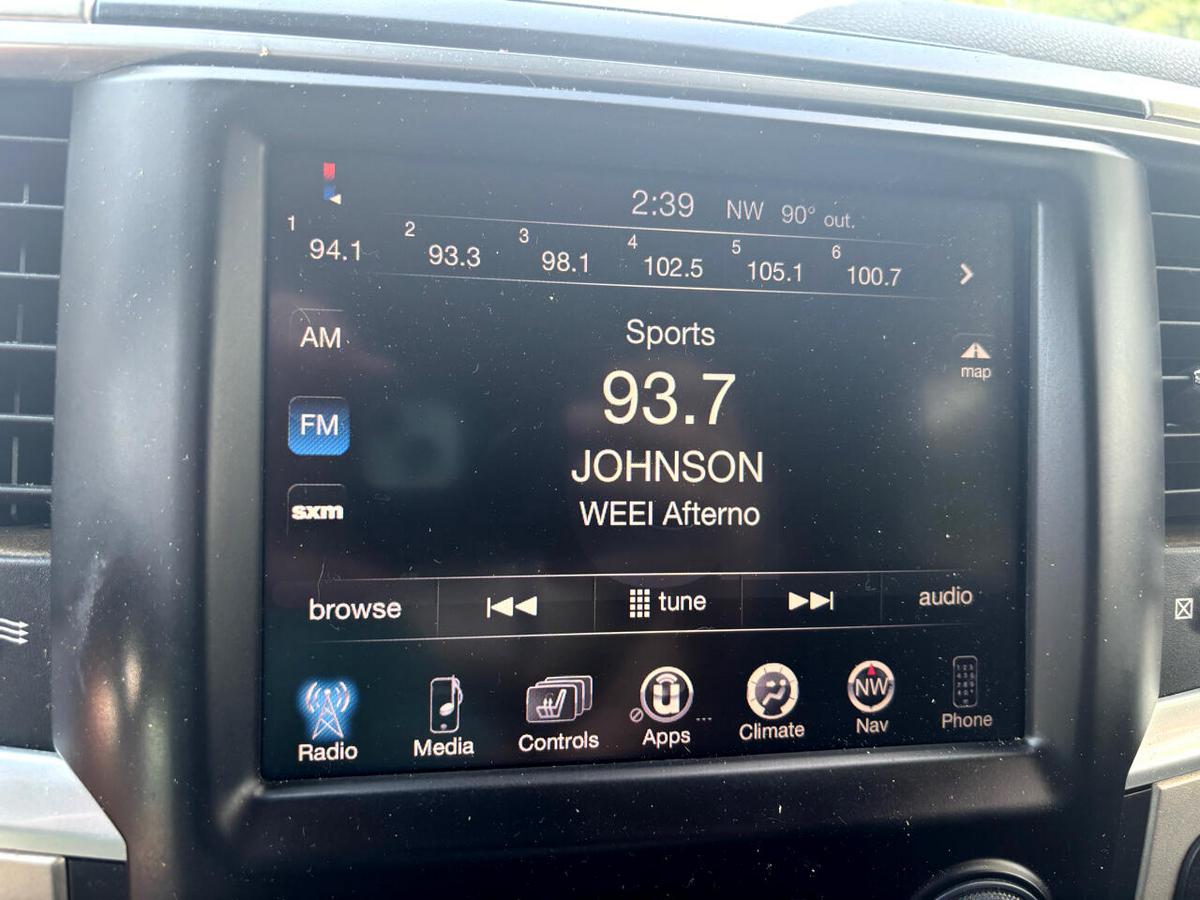 2:39 NW 90° out.
1 94.1 2 93.3 3 98.1 4 102.5 5 105.1 6 100.7
AM
Sports
map
93.7
FM
JOHNSON
sxm
WEEI Afterno
browse tune audio
NW
Radio Media Controls Apps Climate Nav Phone